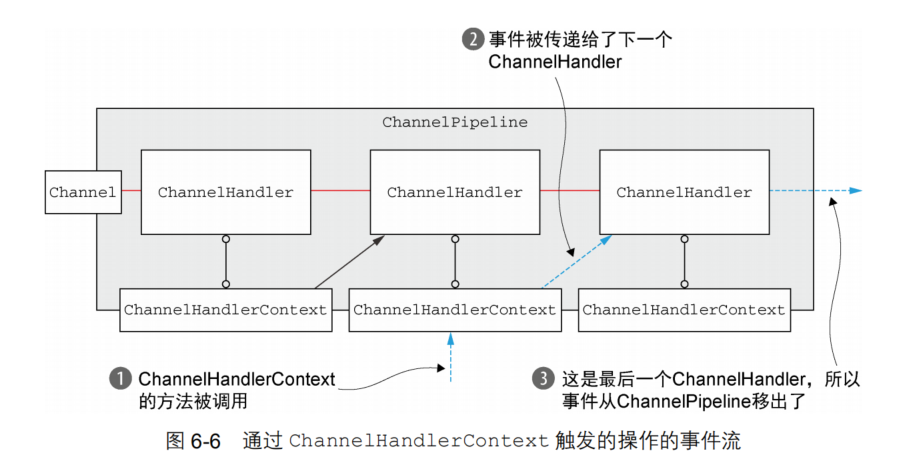 ❷ 事件被传递给了下一个
ChannelHandler
ChannelPipeline
Channel
ChannelHandler
ChannelHandler
ChannelHandler
ChannelHandlerContext
ChannelHandlerContext
ChannelHandlerContext
❶ ChannelHandlerContext
的方法被调用
❸ 这是最后一个ChannelHandler，所以
事件从ChannelPipeline移出了
图 6-6 通过 ChannelHandlerContext 触发的操作的事件流